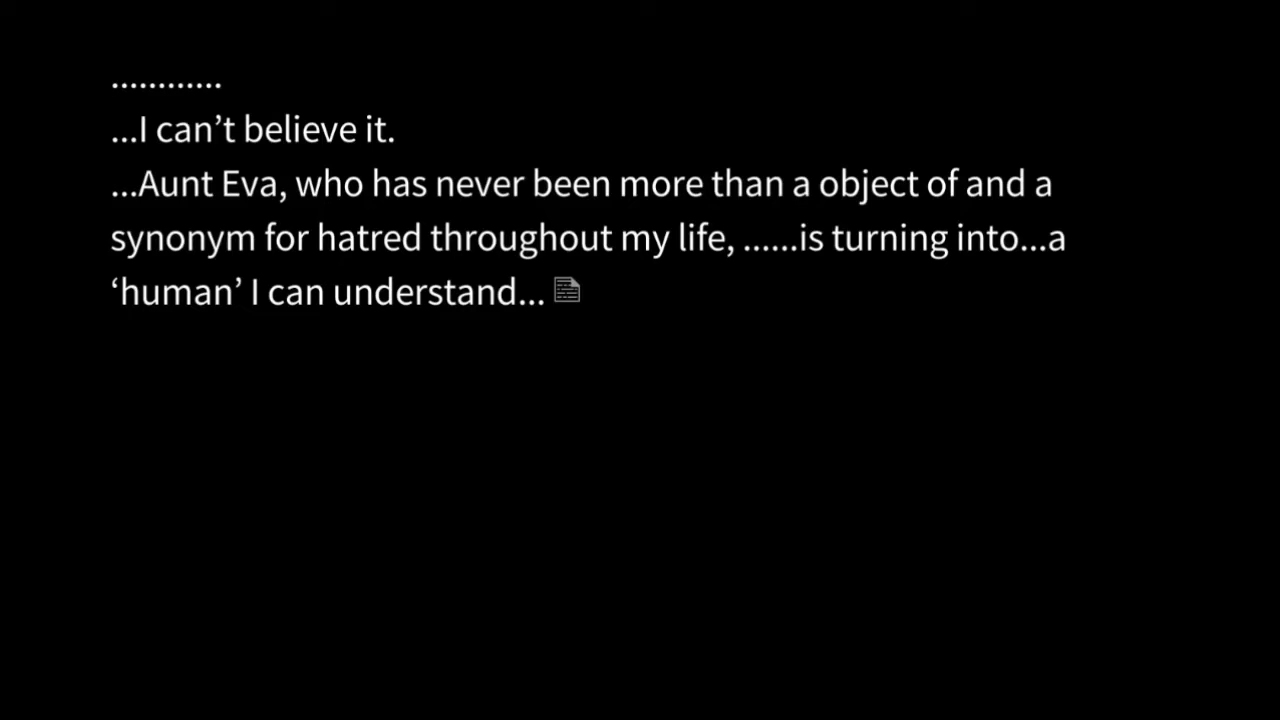 ............
...I can’t believe it.
...Aunt Eva, who has never been more than a object of and a
synonym for hatred throughout my life, ......is turning into...a
‘human’ I can understand...